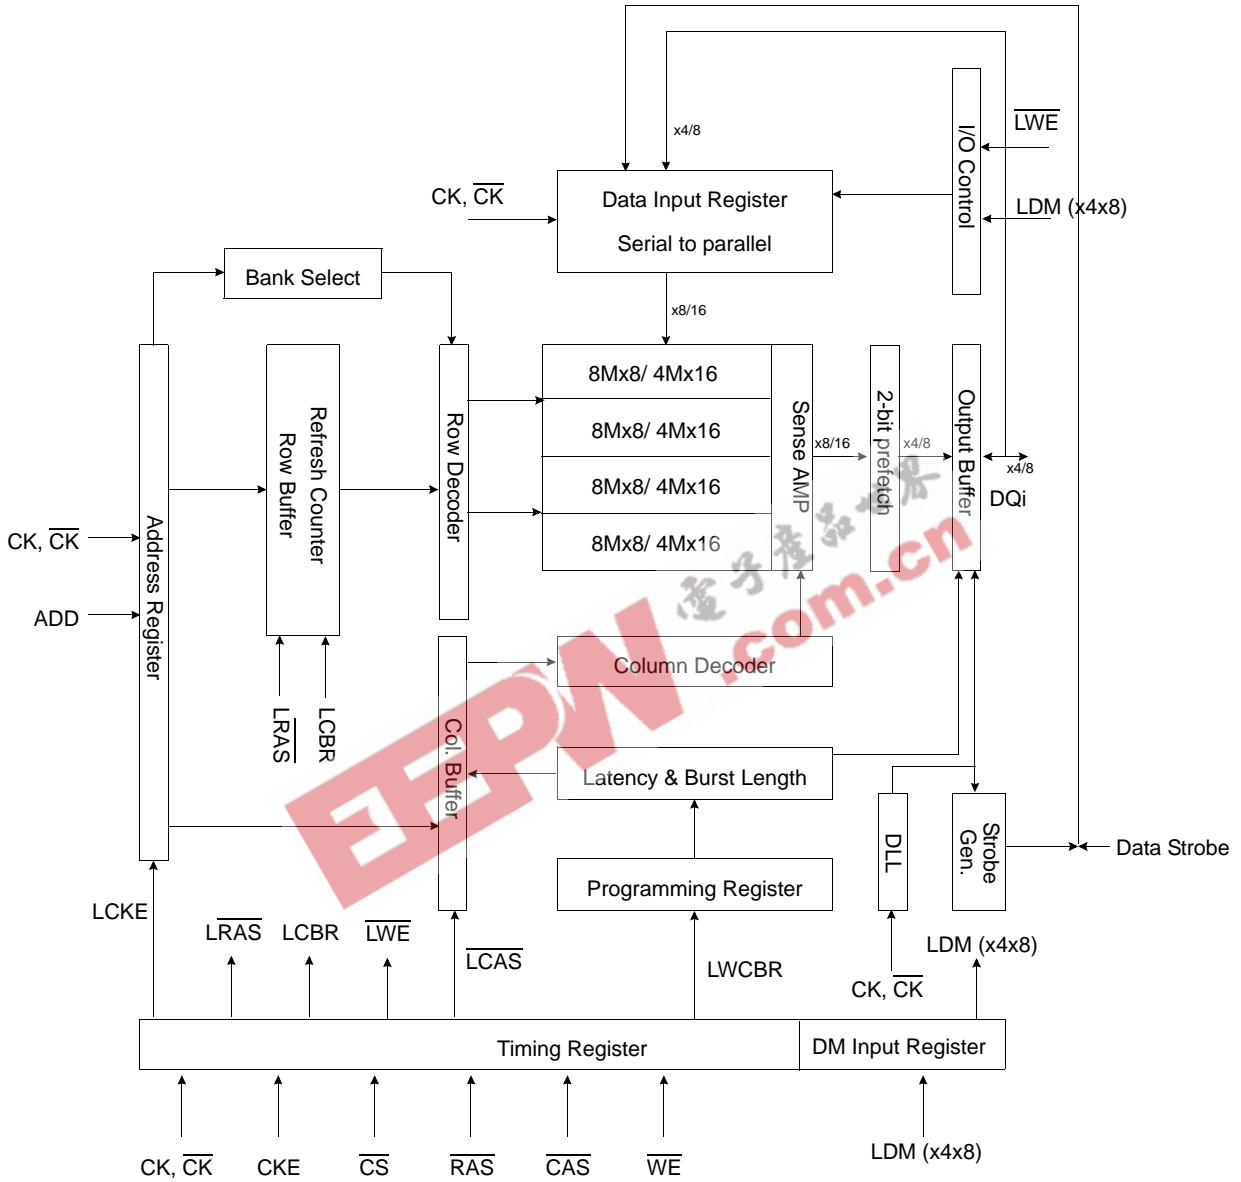 x4/8
I/O Control
LWE
CK, CK
Data Input Register
Serial to parallel
LDM (x4x8)
Bank Select
x8/16
Address Register
Refresh Counter
Row Buffer
Row Decoder
8Mx8/ 4Mx16
8Mx8/ 4Mx16
8Mx8/ 4Mx16
8Mx8/ 4Mx16
Sense AMP
x8/16
2-bit prefetch
x4/8
Output Buffer
x4/8
DQi
CK, CK
ADD
LRAS
LCBR
Col. Buffer
Column Decoder
Latency & Burst Length
Programming Register
DLL
Strobe
Gen.
Data Strobe
LCKE
LRAS
LCBR
LWE
LCAS
LWCBR
CK, CK
LDM (x4x8)
Timing Register
DM Input Register
CK, CK
CKE
CS
RAS
CAS
WE
LDM (x4x8)
EEPW
.com.cn
電子產品世界